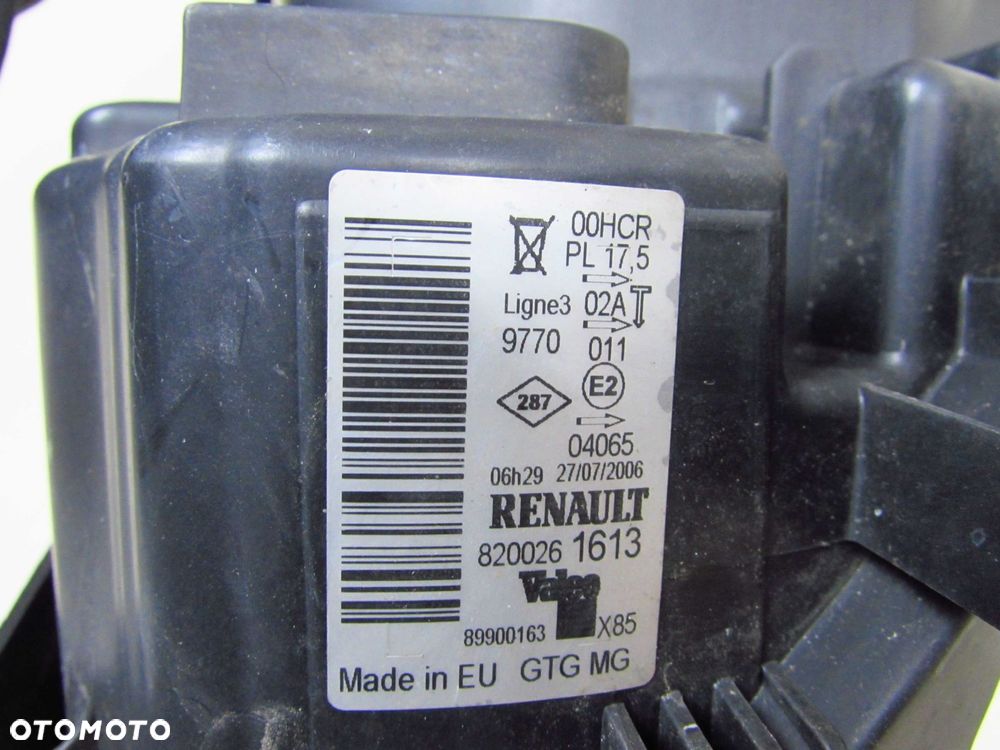 00HCR
PL 17,5
Ligne3 02A
9770 011
287 E2
04065
06h29 27/07/2006
RENAULT
820026 1613
Valeo
89900163 X85
Made in EU GTG MG
OTOMOTO